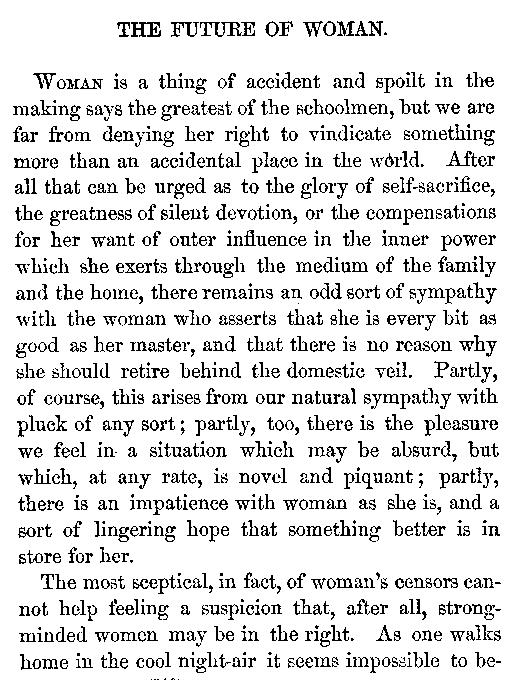 THE FUTURE OF WOMAN.
WOMAN is a thing of accident and spoilt in the
making says the greatest of the schoolmen, but we are
far from denying her right to vindicate something
more than an accidental place in the world. After
all that can be urged as to the glory of self-sacrifice,
the greatness of silent devotion, or the compensations
for her want of outer influence in the inner power
which she exerts through the medium of the family
and the home, there remains an odd sort of sympathy
with the woman who asserts that she is every bit as
good as her master, and that there is no reason why
she should retire behind the domestic veil. Partly,
of course, this arises from our natural sympathy with
pluck of any sort; partly, too, there is the pleasure
we feel in a situation which may be absurd, but
which, at any rate, is novel and piquant; partly,
there is an impatience with woman as she is, and a
sort of lingering hope that something better is in
store for her.
The most sceptical, in fact, of woman's censors can-
not help feeling a suspicion that, after all, strong-
minded women may be in the right. As one walks
home in the cool night-air it seems impossible to be-